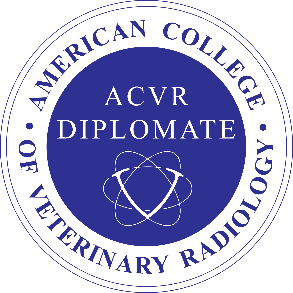 AMERICAN COLLEGE
OF VETERINARY RADIOLOGY
ACVR
DIPLOMATE